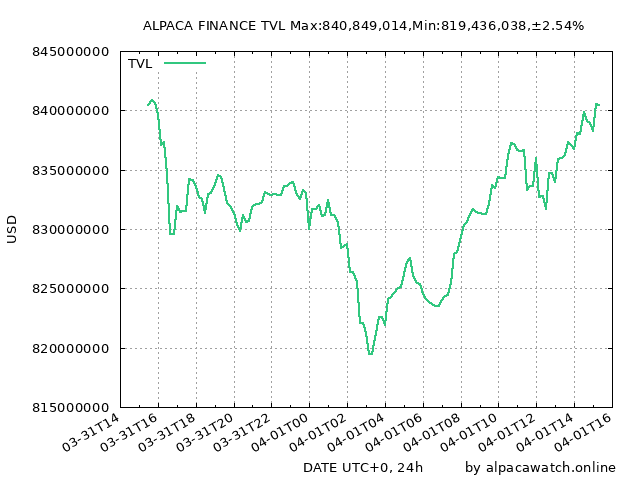 ALPACA FINANCE TVL Max:840,849,014,Min:819,436,038,±2.54%
845000000
TVL
840000000
835000000
830000000
825000000
820000000
815000000
USD
03-31T14
03-31T16
03-31T18
03-31T20
03-31T22
04-01T00
04-01T02
04-01T04
04-01T06
04-01T08
04-01T10
04-01T12
04-01T14
04-01T16
DATE UTC+0, 24h
by alpacawatch.online